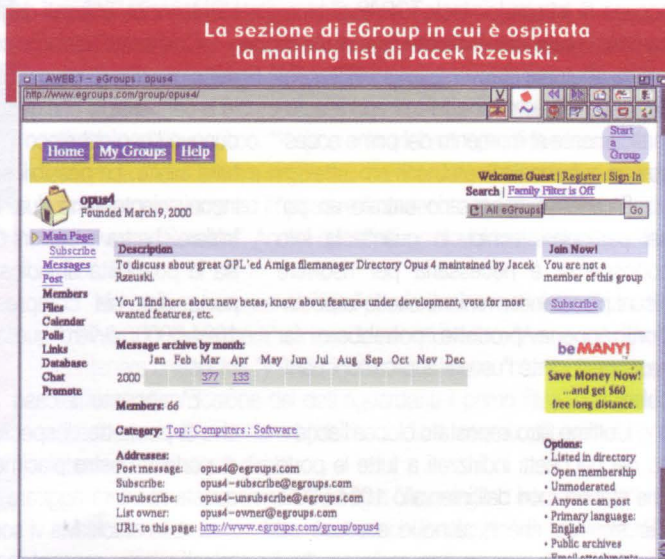 La sezione di EGroup in cui è ospitata
la mailing list di Jacek Rzeuski.
AWEB.1 - eGroups : opus4
http://www.egroups.com/group/opus4/
Start
a
Group
Home My Groups Help
Welcome Guest | Register | Sign In
Search | Family Filter is Off
All eGroups Go
opus4
Founded March 9, 2000
Main Page
Subscribe
Messages
Post
Members
Files
Calendar
Polls
Links
Database
Chat
Promote
Description
To discuss about great GPL'ed Amiga filemanager Directory Opus 4 maintained by Jacek
Rzeuski.
You'll find here about new betas, know about features under development, vote for most
wanted features, etc.
Message archive by month:
Jan Feb Mar Apr May Jun Jul Aug Sep Oct Nov Dec
2000 377 133
Members: 66
Category: Top : Computers : Software
Addresses:
Post message: opus4@egroups.com
Subscribe: opus4-subscribe@egroups.com
Unsubscribe: opus4-unsubscribe@egroups.com
List owner: opus4-owner@egroups.com
URL to this page: http://www.egroups.com/group/opus4
Join Now!
You are not a
member of this group
Subscribe
be MANY!
Save Money Now!
...and get $60
free long distance.
Options:
• Listed in directory
• Open membership
• Unmoderated
• Anyone can post
• Primary language:
English
• Public archives
• Email attachments